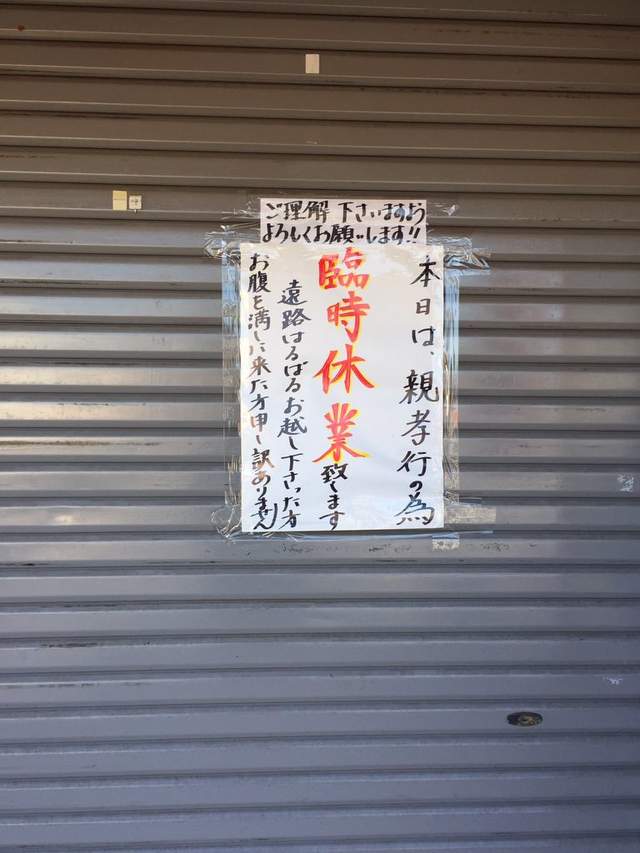 ご理解下さいますよお
よろしくお願いします!!
本日は、親孝行の為
臨時休業致します
遠路はるばるお越し下さった方
お腹を満しに来た方申し訳ありません